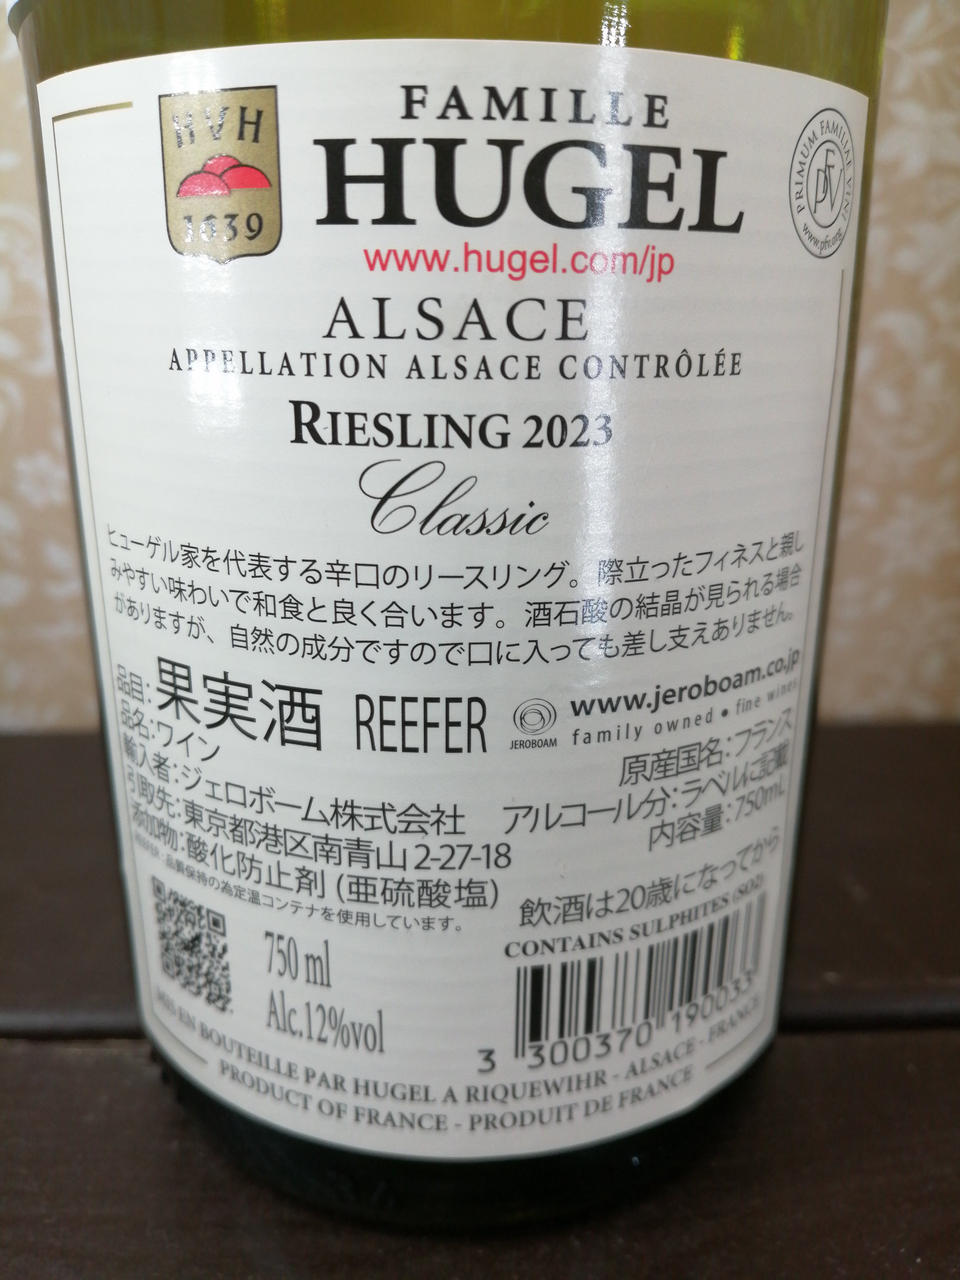 HVH
1639
FAMILLE
HUGEL
www.hugel.com/jp
PRIMUM FAMILIAE VINI
PFV
www.pfv.org
ALSACE
APPELLATION ALSACE CONTRÔLÉE
RIESLING 2023
Classic
ヒューゲル家を代表する辛口のリースリング。際立ったフィネスと親し
みやすい味わいで和食と良く合います。酒石酸の結晶が見られる場合
がありますが、自然の成分ですので口に入っても差し支えありません。
品目:果実酒 REEFER
JEROBOAM
www.jeroboam.co.jp
family owned • fine wines
品名:ワイン
輸入者:ジェロボーム株式会社
引取先:東京都港区南青山 2-27-18
添加物:酸化防止剤 (亜硫酸塩)
品質保持の為定温コンテナを使用しています。
原産国名:フランス
アルコール分:ラベルに記載
内容量:750mL
飲酒は20歳になってから
CONTAINS SULPHITES (SO2)
750 ml
Alc.12%vol
3 300370 190033
MIS EN BOUTEILLE PAR HUGEL A RIQUEWIHR - ALSACE - FRANCE
PRODUCT OF FRANCE - PRODUIT DE FRANCE